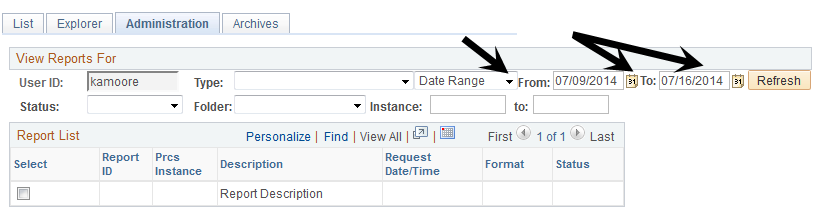 List Explorer Administration Archives
View Reports For
User ID: kamoore Type: Date Range From: 07/09/2014 31 To: 07/16/2014 31 Refresh
Status: Folder: Instance: to:
Report List Personalize | Find | View All | | First 1 of 1 Last
Select Report ID Prcs Instance Description Request Date/Time Format Status
Report Description